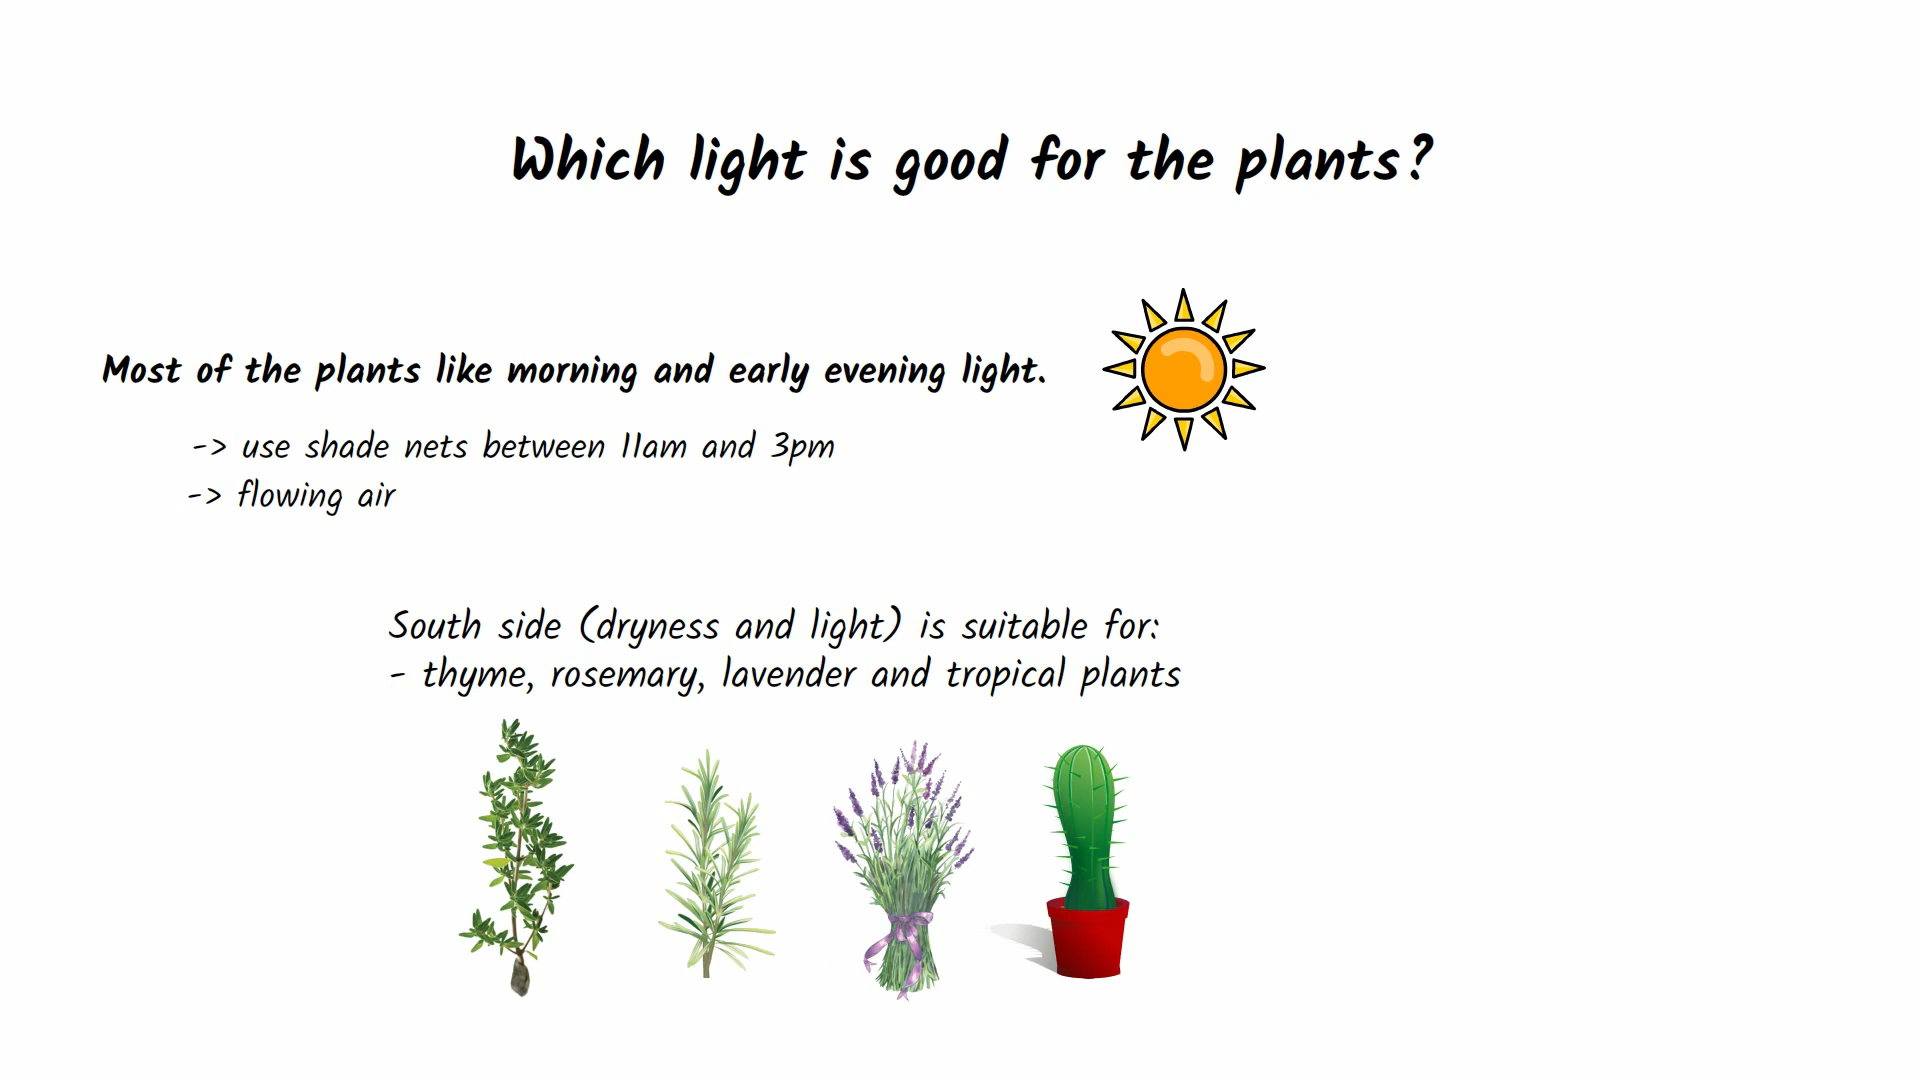 Which light is good for the plants?
Most of the plants like morning and early evening light.
-> use shade nets between 11am and 3pm
-> flowing air
South side (dryness and light) is suitable for:
- thyme, rosemary, lavender and tropical plants